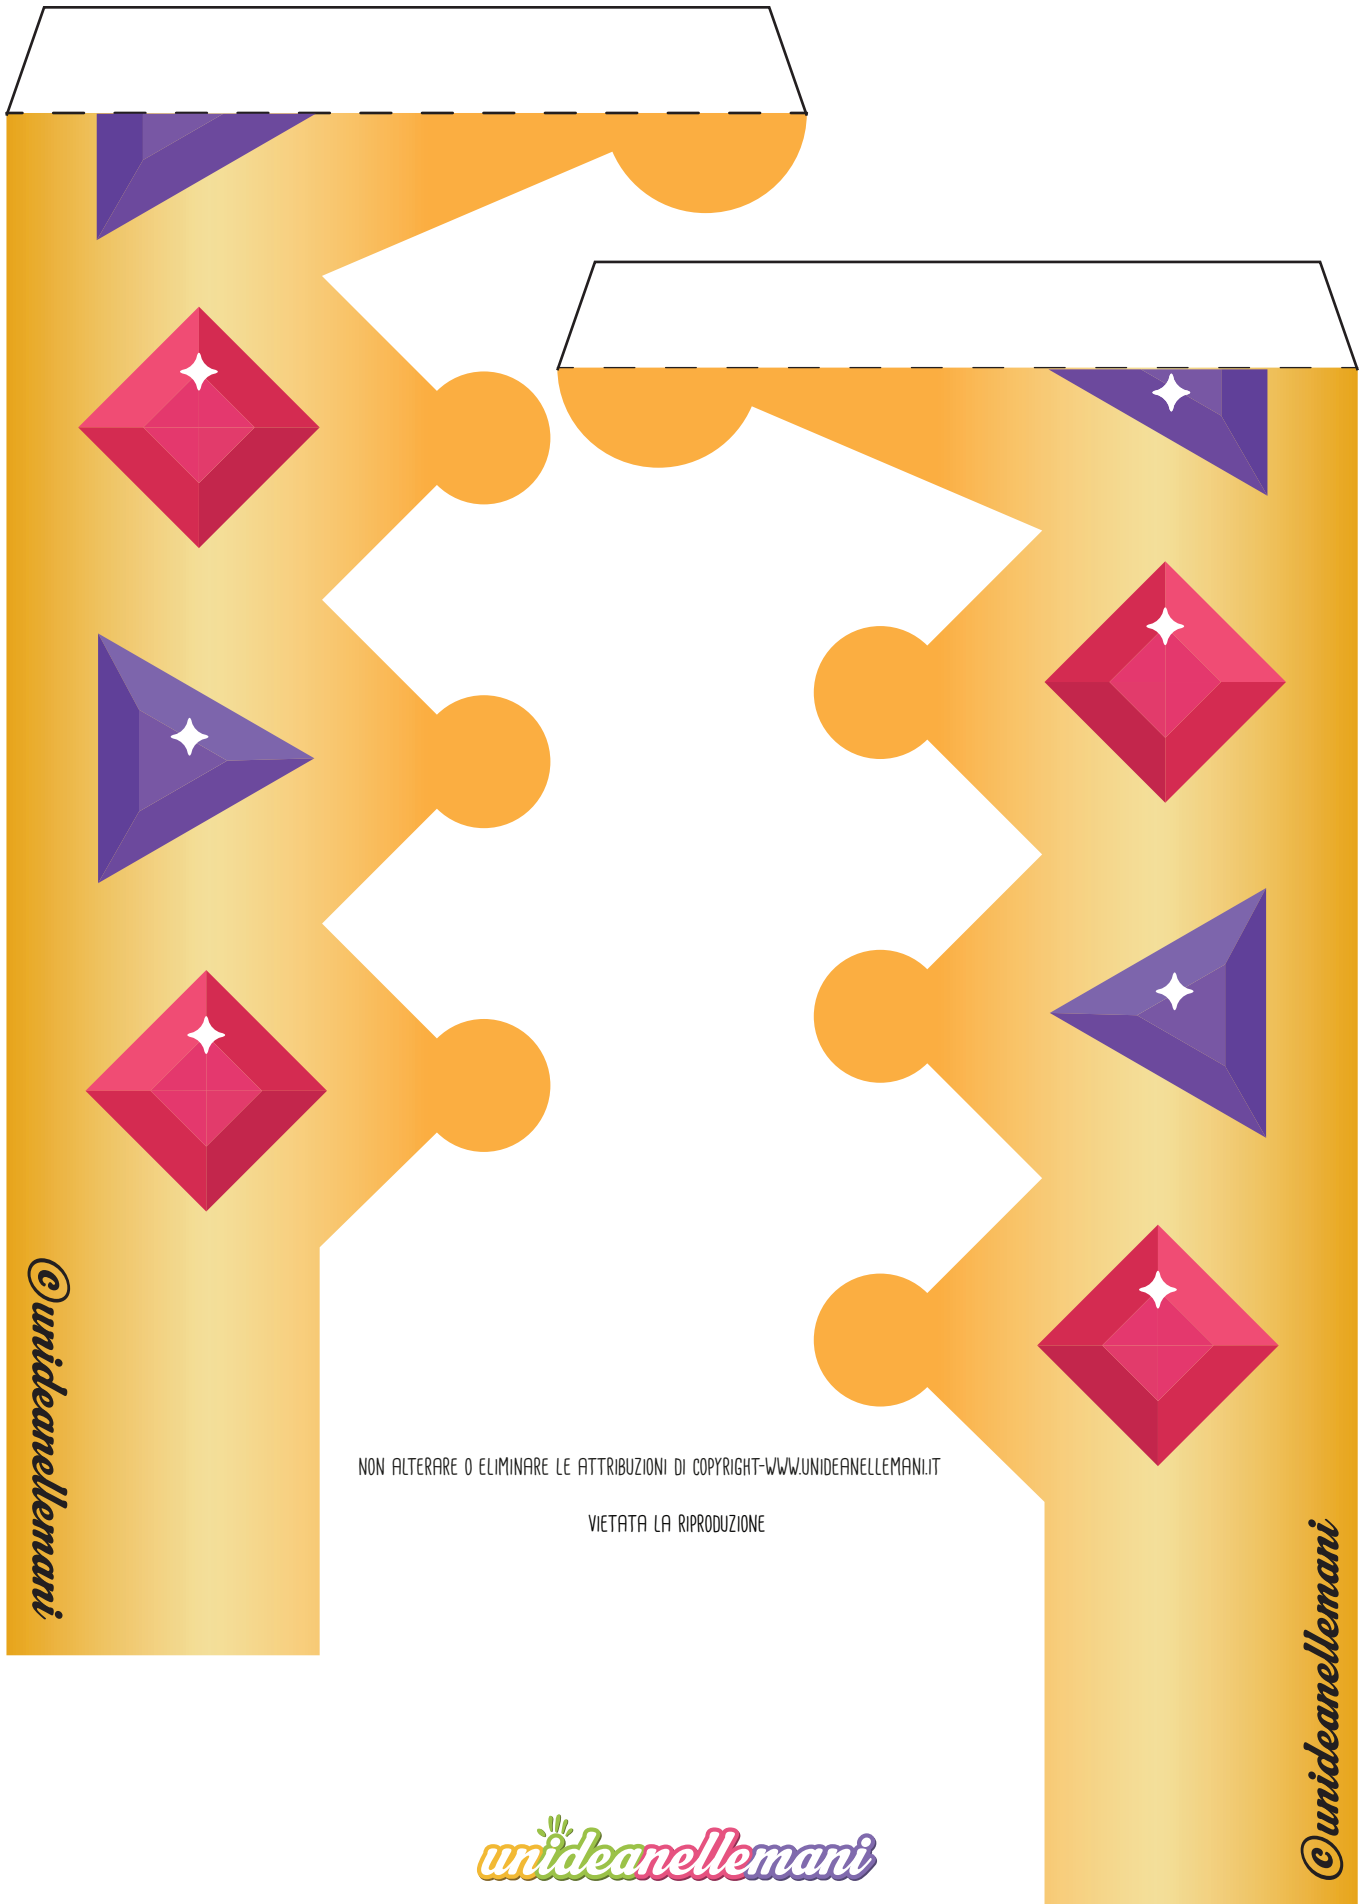 ©unideanellemani
NON ALTERARE O ELIMINARE LE ATTRIBUZIONI DI COPYRIGHT-WWW.UNIDEANELLEMANI.IT
VIETATA LA RIPRODUZIONE
©unideanellemani
unideanellemani